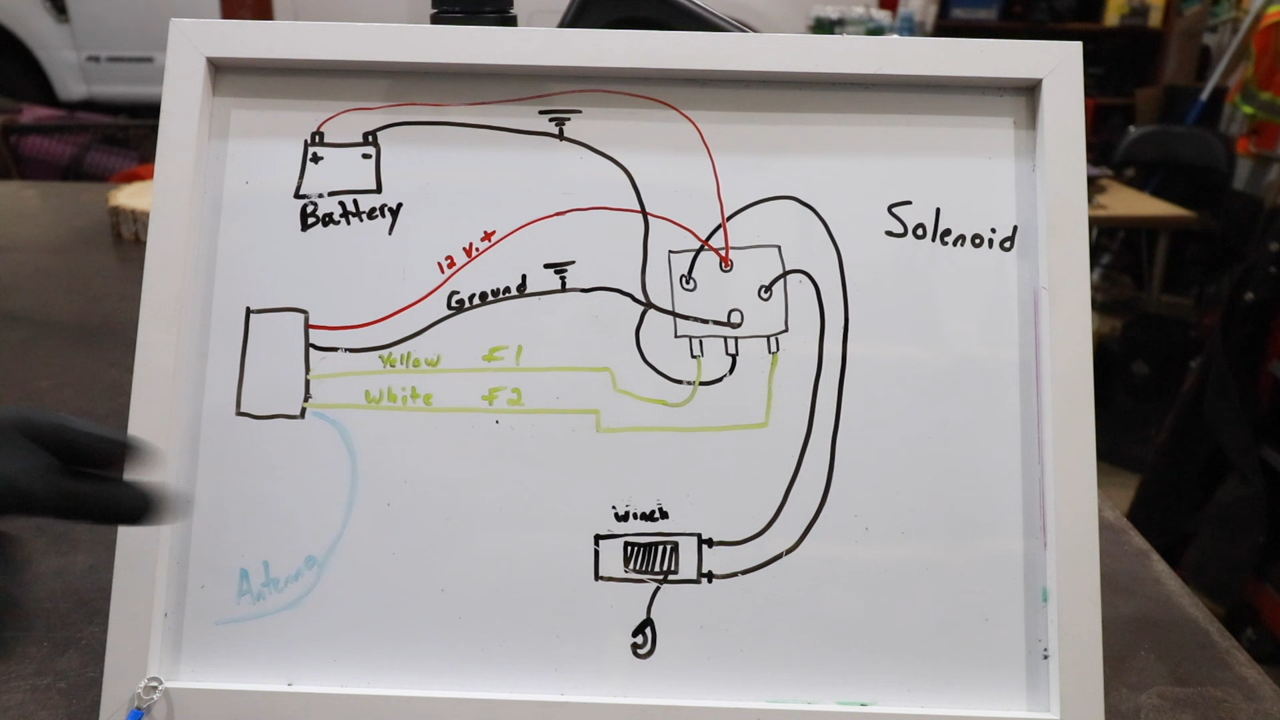 + -
Battery
Solenoid
12 V. +
Ground
Yellow F1
White F2
Winch
Antenna